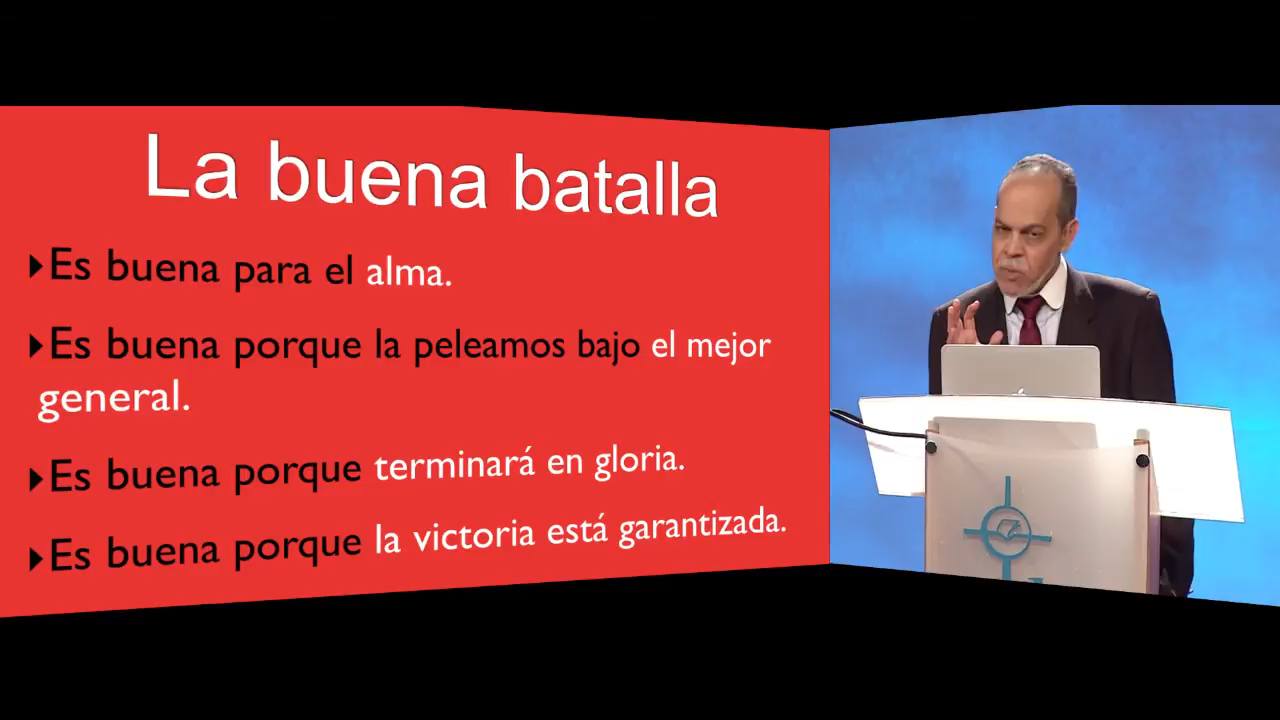 La buena batalla
Es buena para el alma.
Es buena porque la peleamos bajo el mejor
general.
Es buena porque terminará en gloria.
Es buena porque la victoria está garantizada.